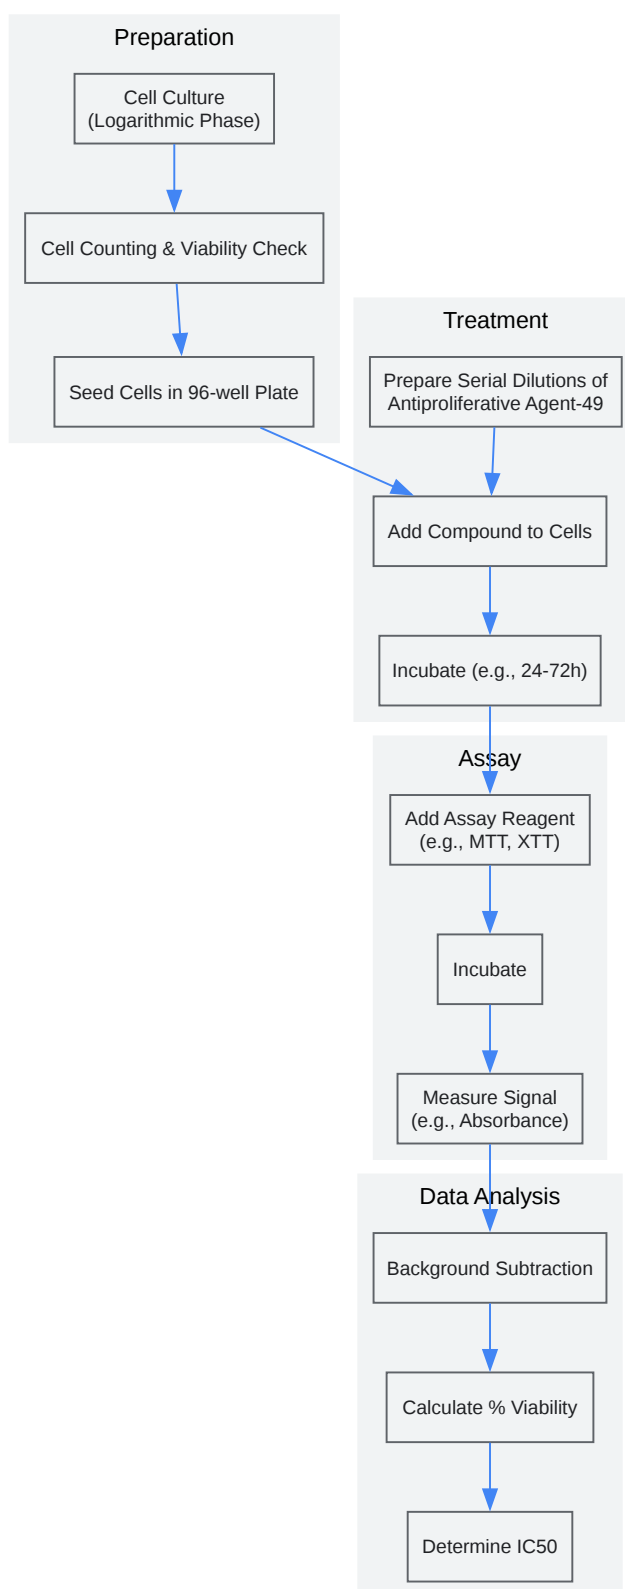 Preparation
Cell Culture
(Logarithmic Phase)
Cell Counting & Viability Check
Seed Cells in 96-well Plate
Treatment
Prepare Serial Dilutions of
Antiproliferative Agent-49
Add Compound to Cells
Incubate (e.g., 24-72h)
Assay
Add Assay Reagent
(e.g., MTT, XTT)
Incubate
Measure Signal
(e.g., Absorbance)
Data Analysis
Background Subtraction
Calculate % Viability
Determine IC50